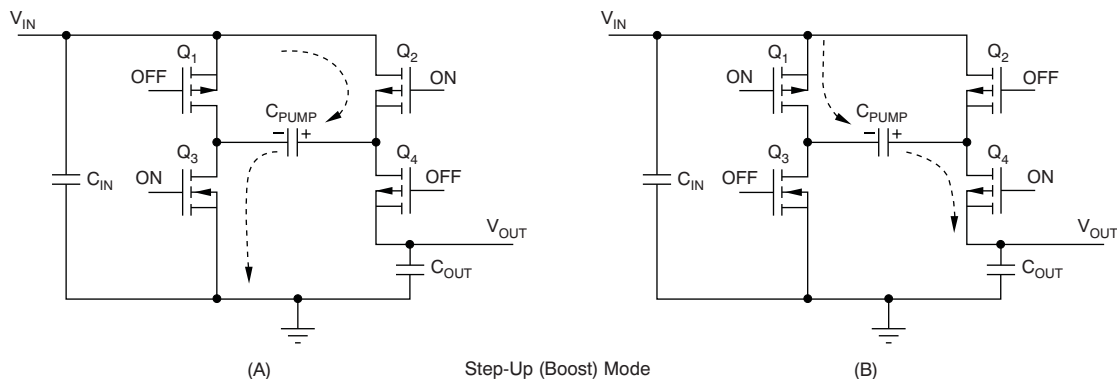 V_IN
Q_1
Q_2
OFF
ON
C_PUMP
− +
Q_3
Q_4
ON
OFF
C_IN
V_OUT
C_OUT
(A)
V_IN
Q_1
Q_2
ON
OFF
C_PUMP
− +
Q_3
Q_4
OFF
ON
C_IN
V_OUT
C_OUT
(B)
Step-Up (Boost) Mode